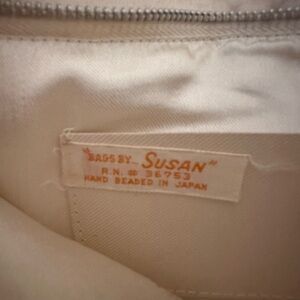 "BAGS BY... SUSAN"
R.N. # 36753
HAND BEADED IN JAPAN